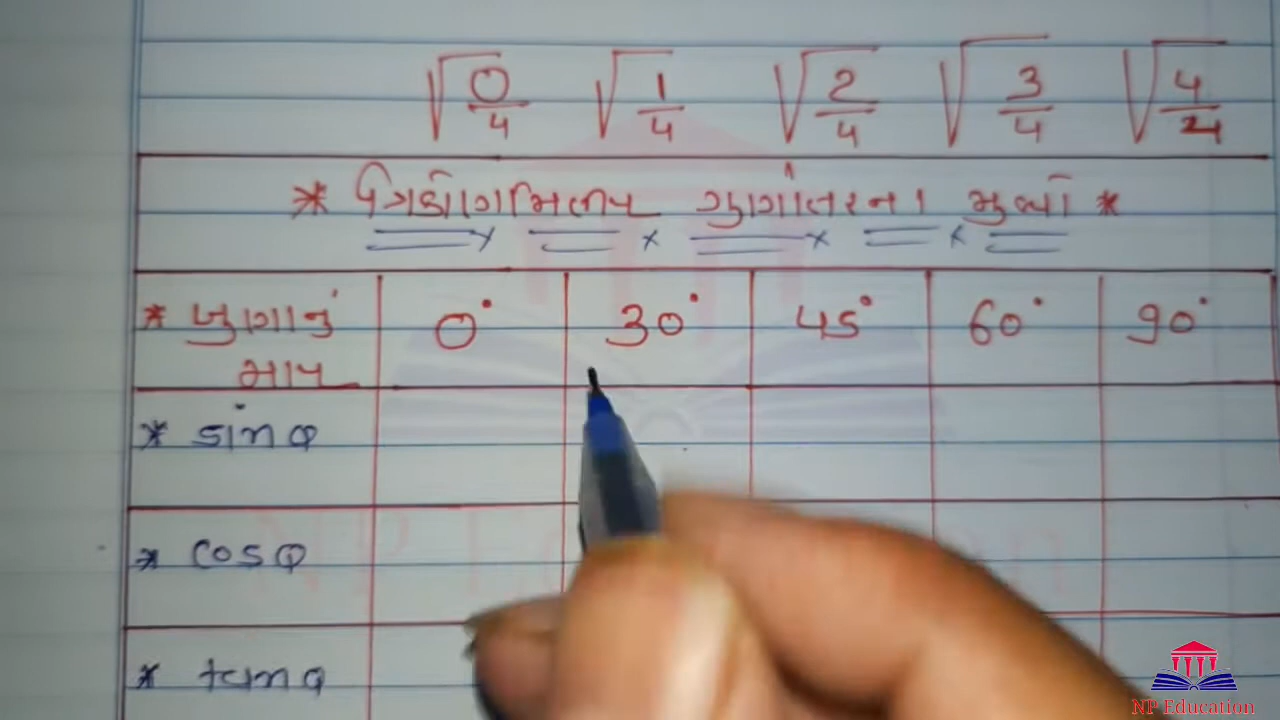 √0/4 √1/4 √2/4 √3/4 √4/4
* ત્રિકોણમિતીય ગુણોત્તરના મુલ્યો *
* ખુણાનું 0° 30° 45° 60° 90°
માપ
* sinθ
* cosθ
* tanθ
NP Education